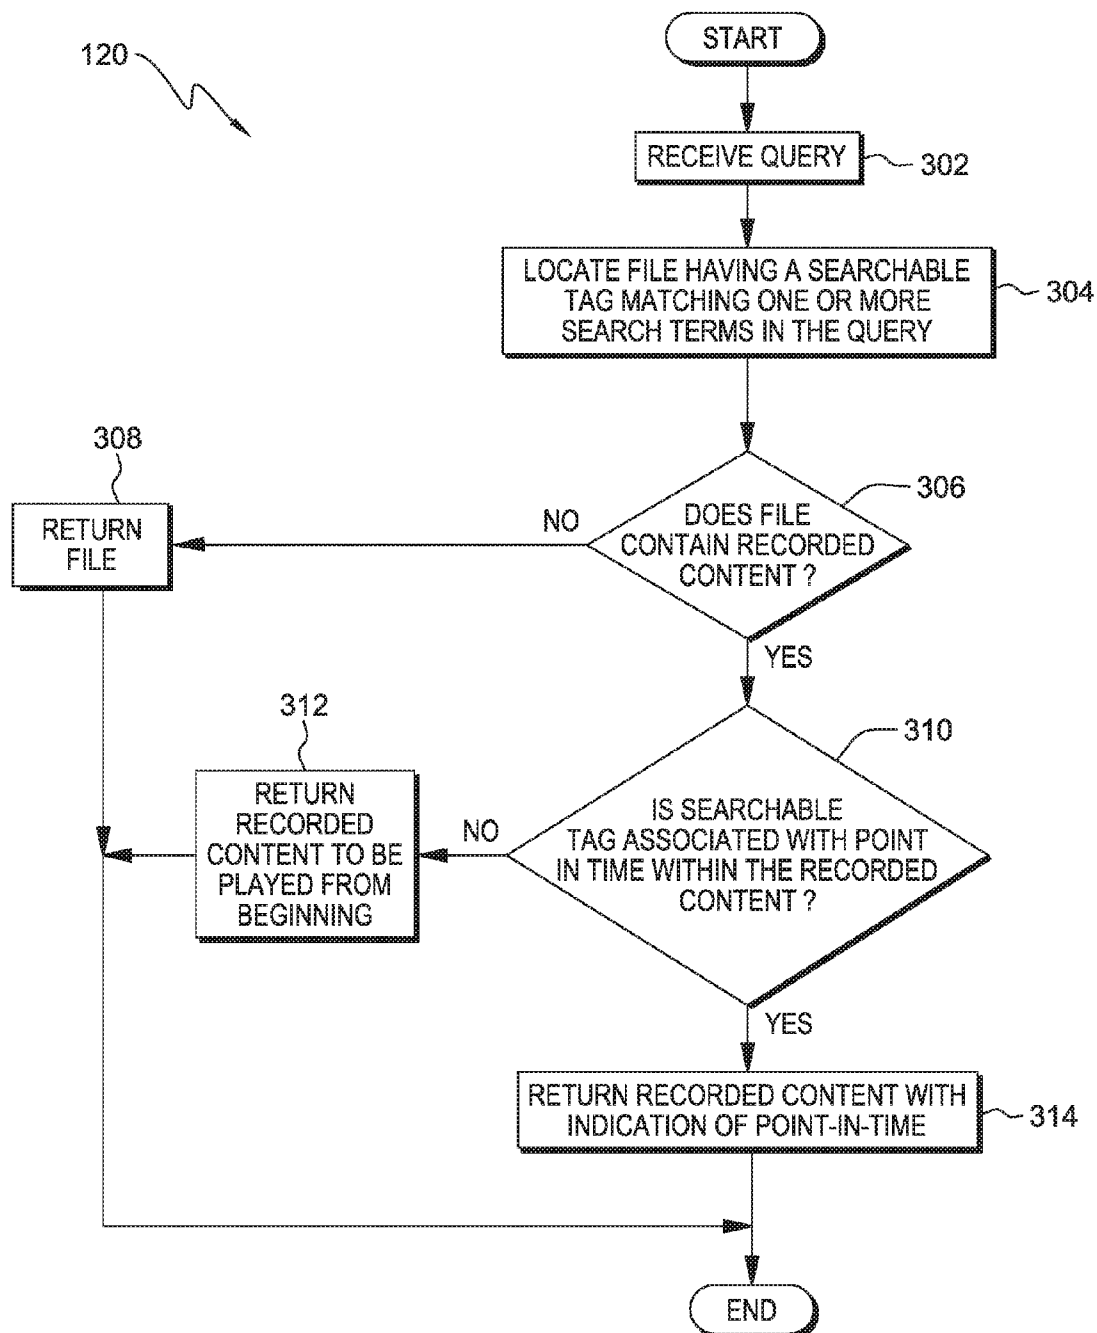 START
120
RECEIVE QUERY
302
LOCATE FILE HAVING A SEARCHABLE
TAG MATCHING ONE OR MORE
SEARCH TERMS IN THE QUERY
304
308
RETURN
FILE
NO
DOES FILE
CONTAIN RECORDED
CONTENT ?
306
YES
312
RETURN
RECORDED
CONTENT TO BE
PLAYED FROM
BEGINNING
NO
IS SEARCHABLE
TAG ASSOCIATED WITH POINT
IN TIME WITHIN THE RECORDED
CONTENT ?
310
YES
RETURN RECORDED CONTENT WITH
INDICATION OF POINT-IN-TIME
314
END